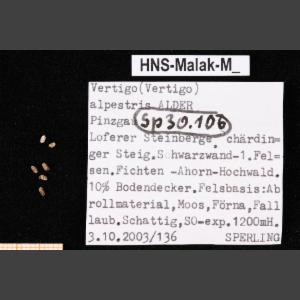 HNS-Malak-M_
Vertigo(Vertigo)
alpestris ALDER
Sp30.106
Loferer Steinberge, chärdin=
ger Steig.Schwarzwand-1.Fel=
sen.Fichten -Ahorn-Hochwald.
10% Bodendecker.Felsbasis:Ab
rollmaterial,Moos,Förna,Fall
laub.Schattig,SO-exp.1200mH.
3.10.2003/136 SPERLING